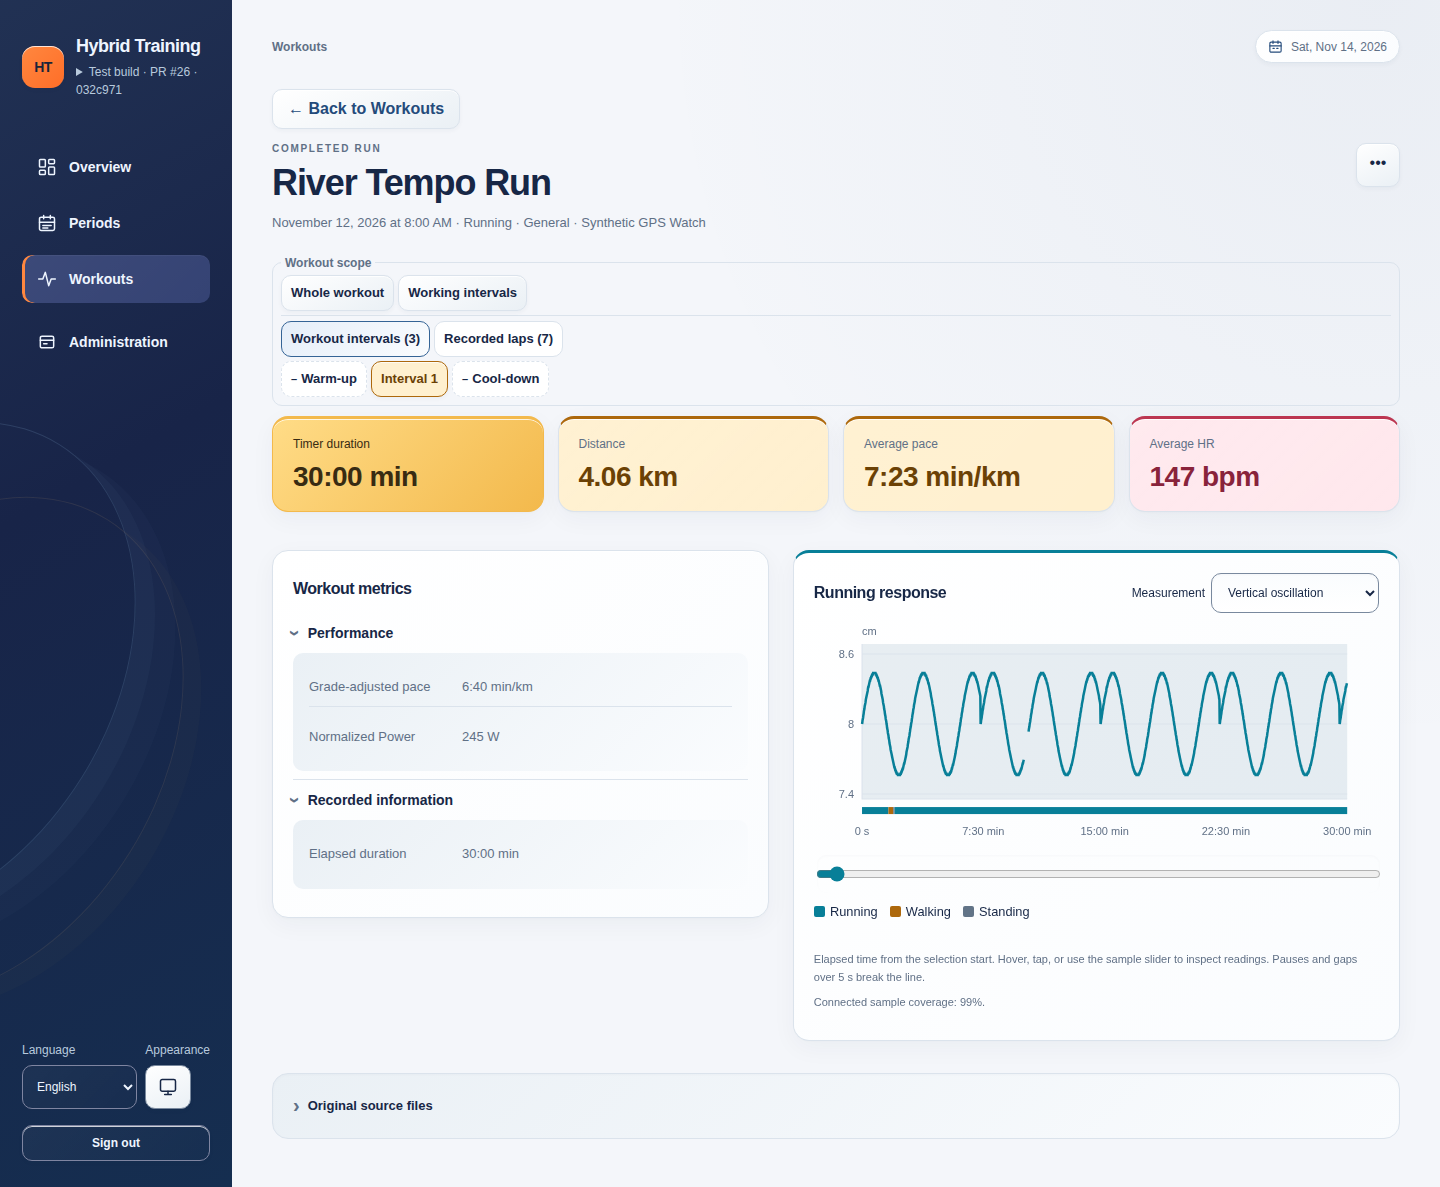 HT
Hybrid Training
Test build · PR #26 ·
032c971
Overview
Periods
Workouts
Administration
Language
Appearance
English
Sign out
Workouts
Sat, Nov 14, 2026
← Back to Workouts
COMPLETED RUN
River Tempo Run
•••
November 12, 2026 at 8:00 AM · Running · General · Synthetic GPS Watch
Workout scope
Whole workout
Working intervals
Workout intervals (3)
Recorded laps (7)
– Warm-up
Interval 1
– Cool-down
Timer duration
30:00 min
Distance
4.06 km
Average pace
7:23 min/km
Average HR
147 bpm
Workout metrics
Performance
Grade-adjusted pace 6:40 min/km
Normalized Power 245 W
Recorded information
Elapsed duration 30:00 min
Running response
Measurement
Vertical oscillation
cm
8.6
8
7.4
0 s 7:30 min 15:00 min 22:30 min 30:00 min
Running Walking Standing
Elapsed time from the selection start. Hover, tap, or use the sample slider to inspect readings. Pauses and gaps
over 5 s break the line.
Connected sample coverage: 99%.
Original source files